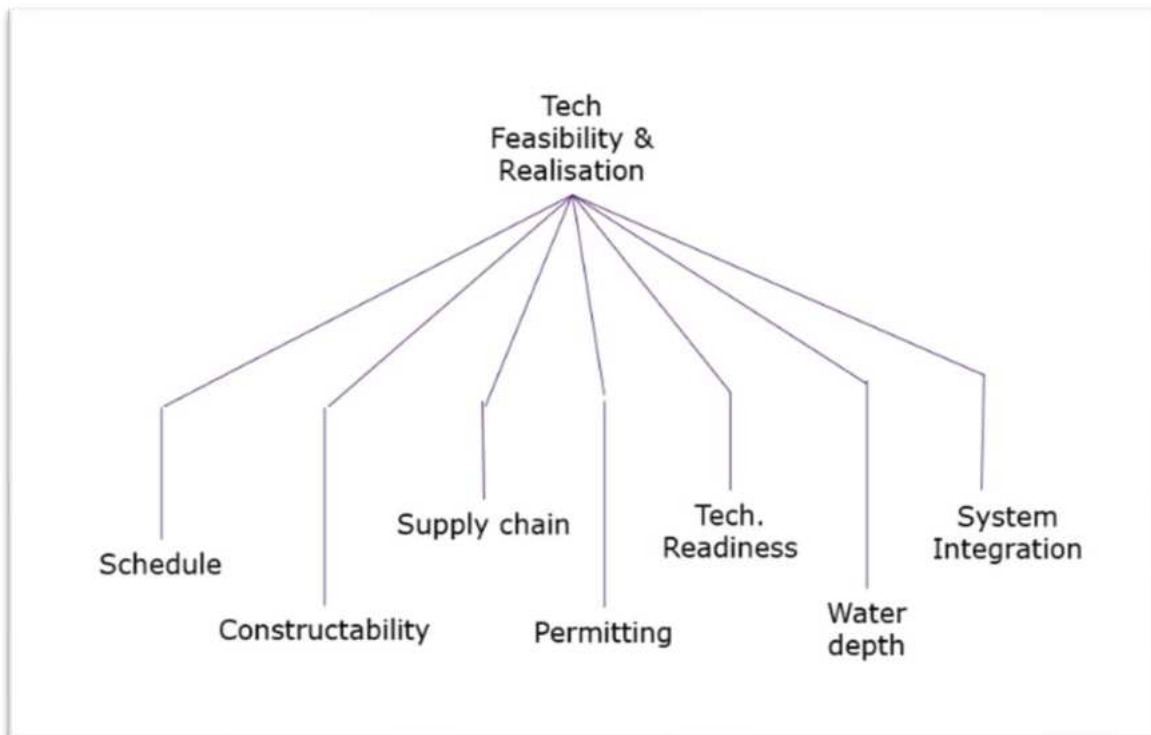 Tech
Feasibility &
Realisation
Schedule
Constructability
Supply chain
Permitting
Tech.
Readiness
Water
depth
System
Integration